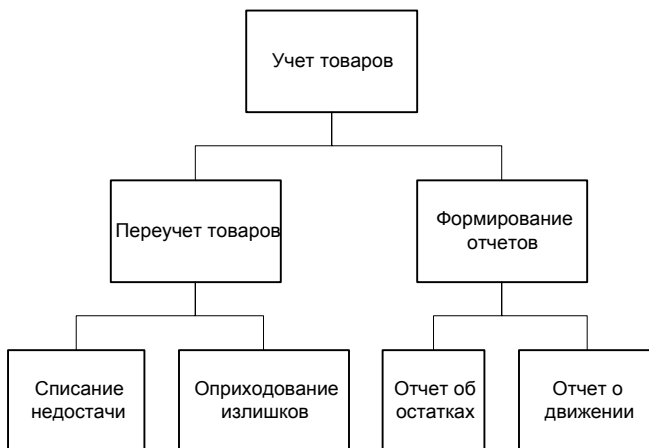 Учет товаров
Переучет товаров
Формирование
отчетов
Списание
недостачи
Оприходование
излишков
Отчет об
остатках
Отчет о
движении